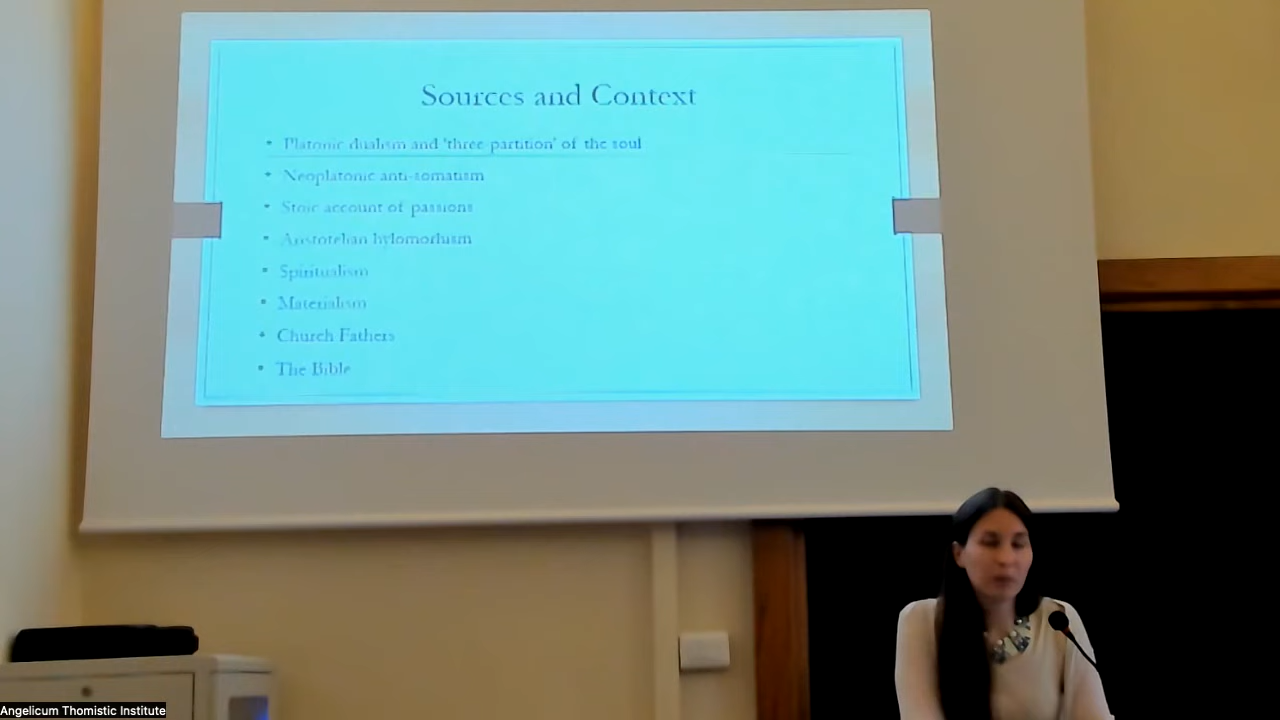 Sources and Context
• Platonic dualism and 'three partition' of the soul
• Neoplatonic anti-somatism
• Stoic account of passions
• Aristotelian hylomorhism
• Spiritualism
• Materialism
• Church Fathers
• The Bible
Angelicum Thomistic Institute